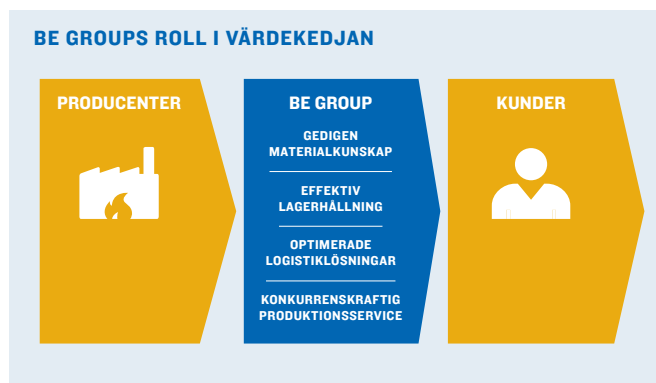 BE GROUPS ROLL I VÄRDEKEDJAN
PRODUCENTER
BE GROUP
GEDIGEN
MATERIALKUNSKAP
EFFEKTIV
LAGERHÅLLNING
OPTIMERADE
LOGISTIKLÖSNINGAR
KONKURRENSKRAFTIG
PRODUKTIONSSERVICE
KUNDER